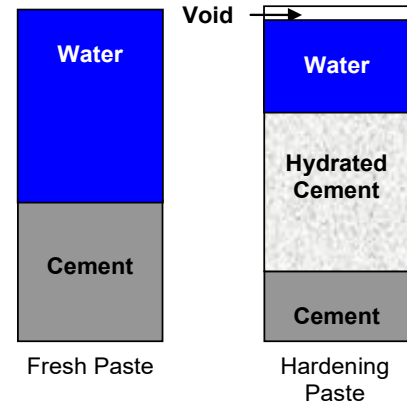 Water
Cement
Fresh Paste
Void
Water
Hydrated
Cement
Cement
Hardening
Paste